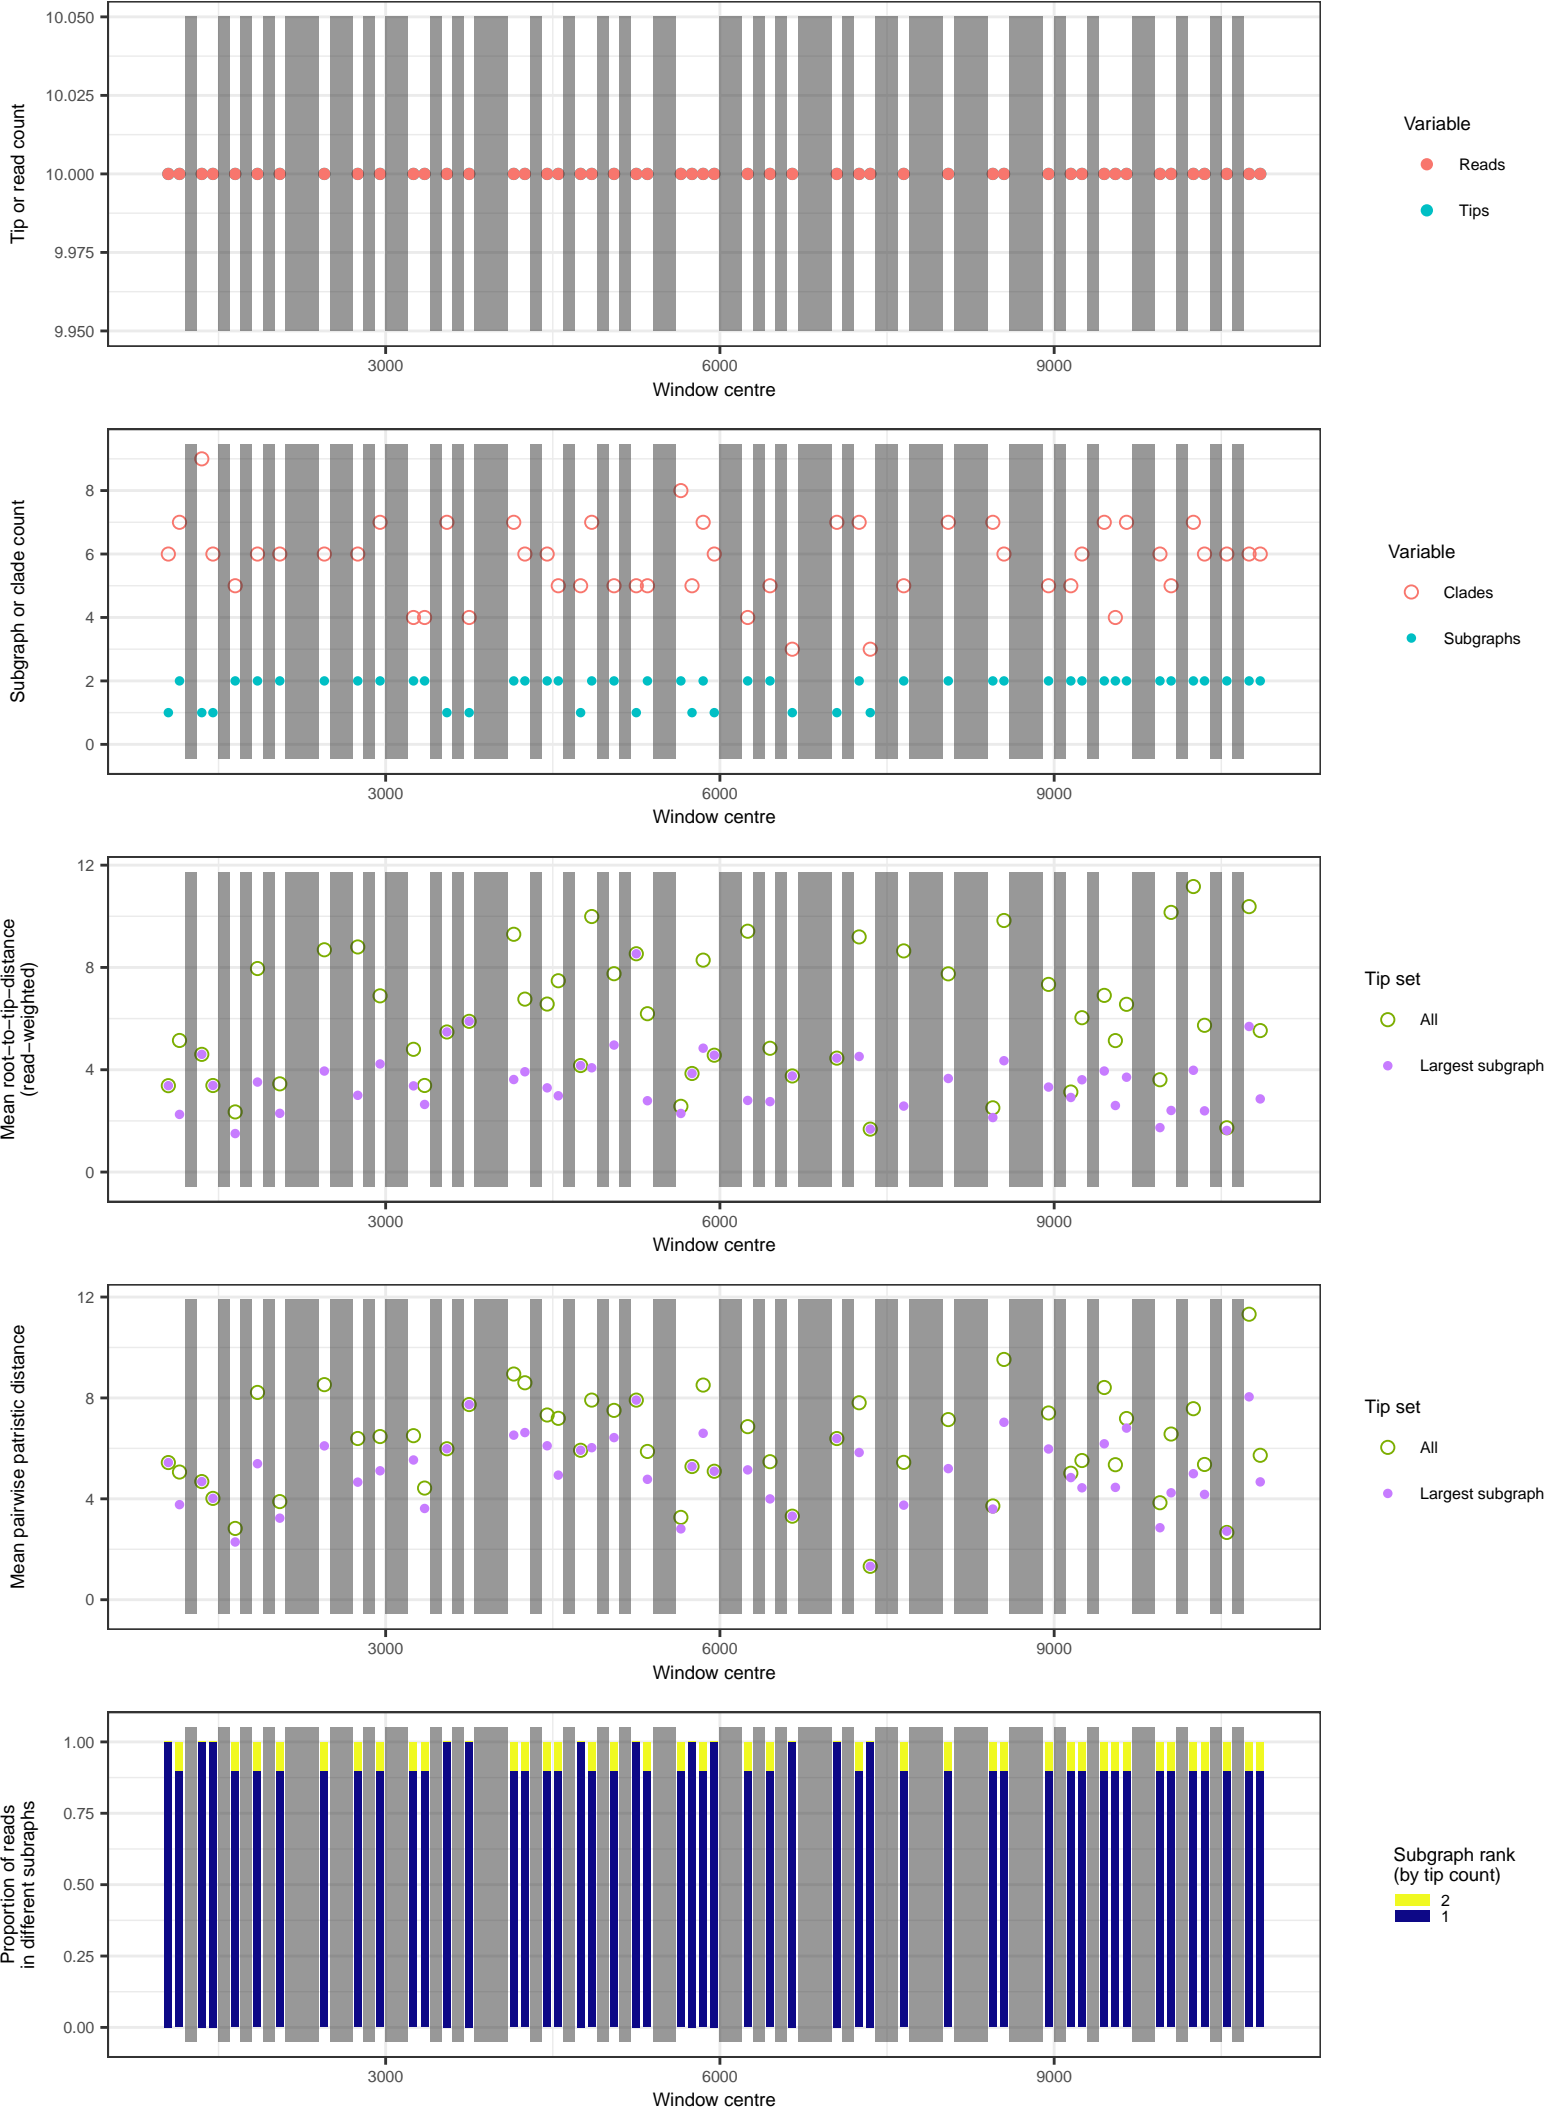 10.050
10.025
10.000
9.975
9.950
Tip or read count
3000
6000
9000
Window centre
Variable
Reads
Tips
8
6
4
2
0
Subgraph or clade count
3000
6000
9000
Window centre
Variable
Clades
Subgraphs
12
8
4
0
Mean root−to−tip−distance
(read−weighted)
3000
6000
9000
Window centre
Tip set
All
Largest subgraph
12
8
4
0
Mean pairwise patristic distance
3000
6000
9000
Window centre
Tip set
All
Largest subgraph
1.00
0.75
0.50
0.25
0.00
Proportion of reads
in different subraphs
3000
6000
9000
Window centre
Subgraph rank
(by tip count)
2
1